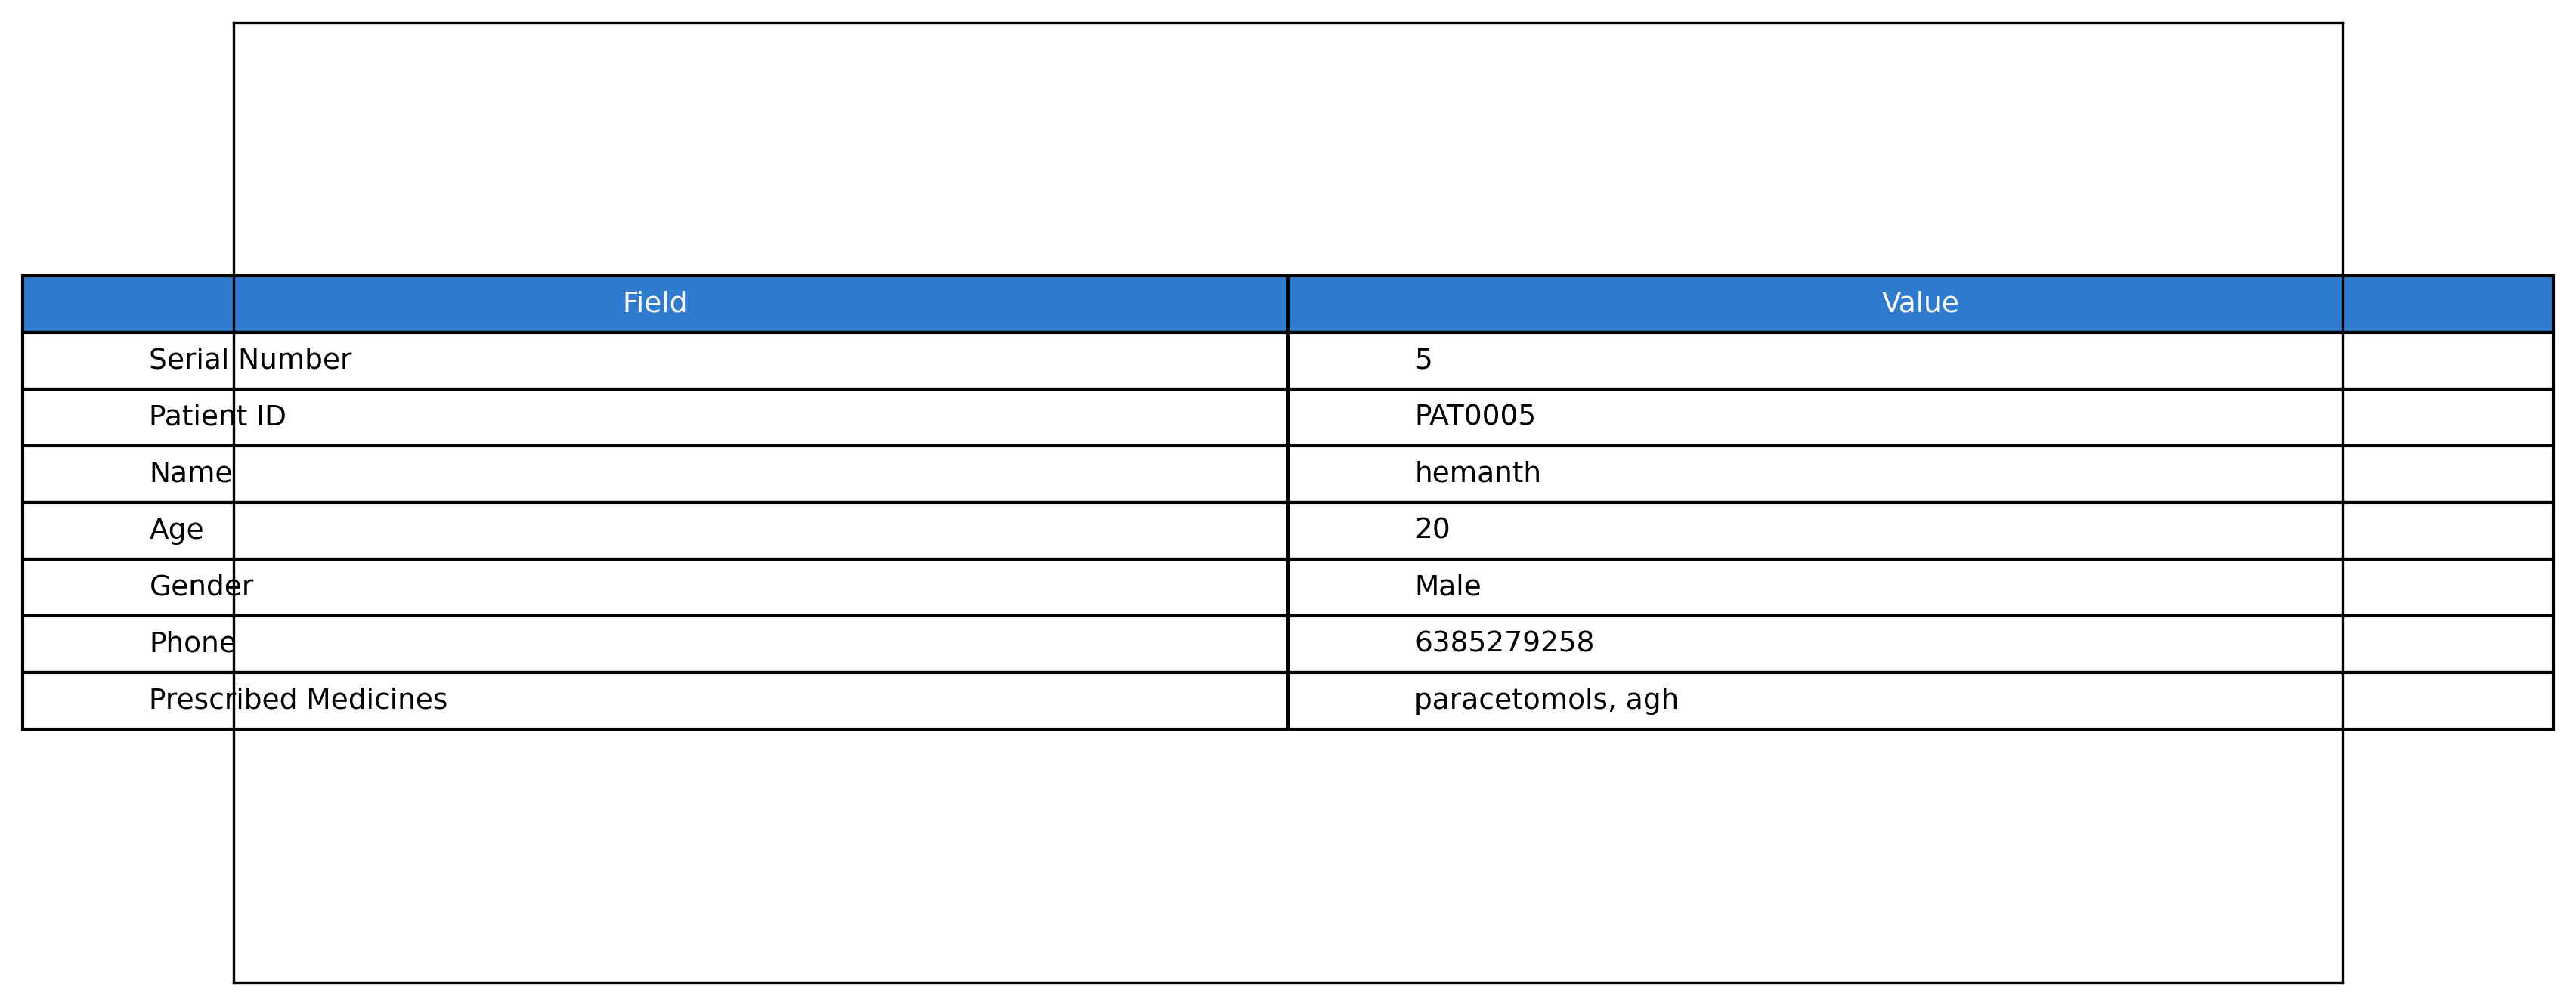 Field Value
Serial Number 5
Patient ID PAT0005
Name hemanth
Age 20
Gender Male
Phone 6385279258
Prescribed Medicines paracetomols, agh